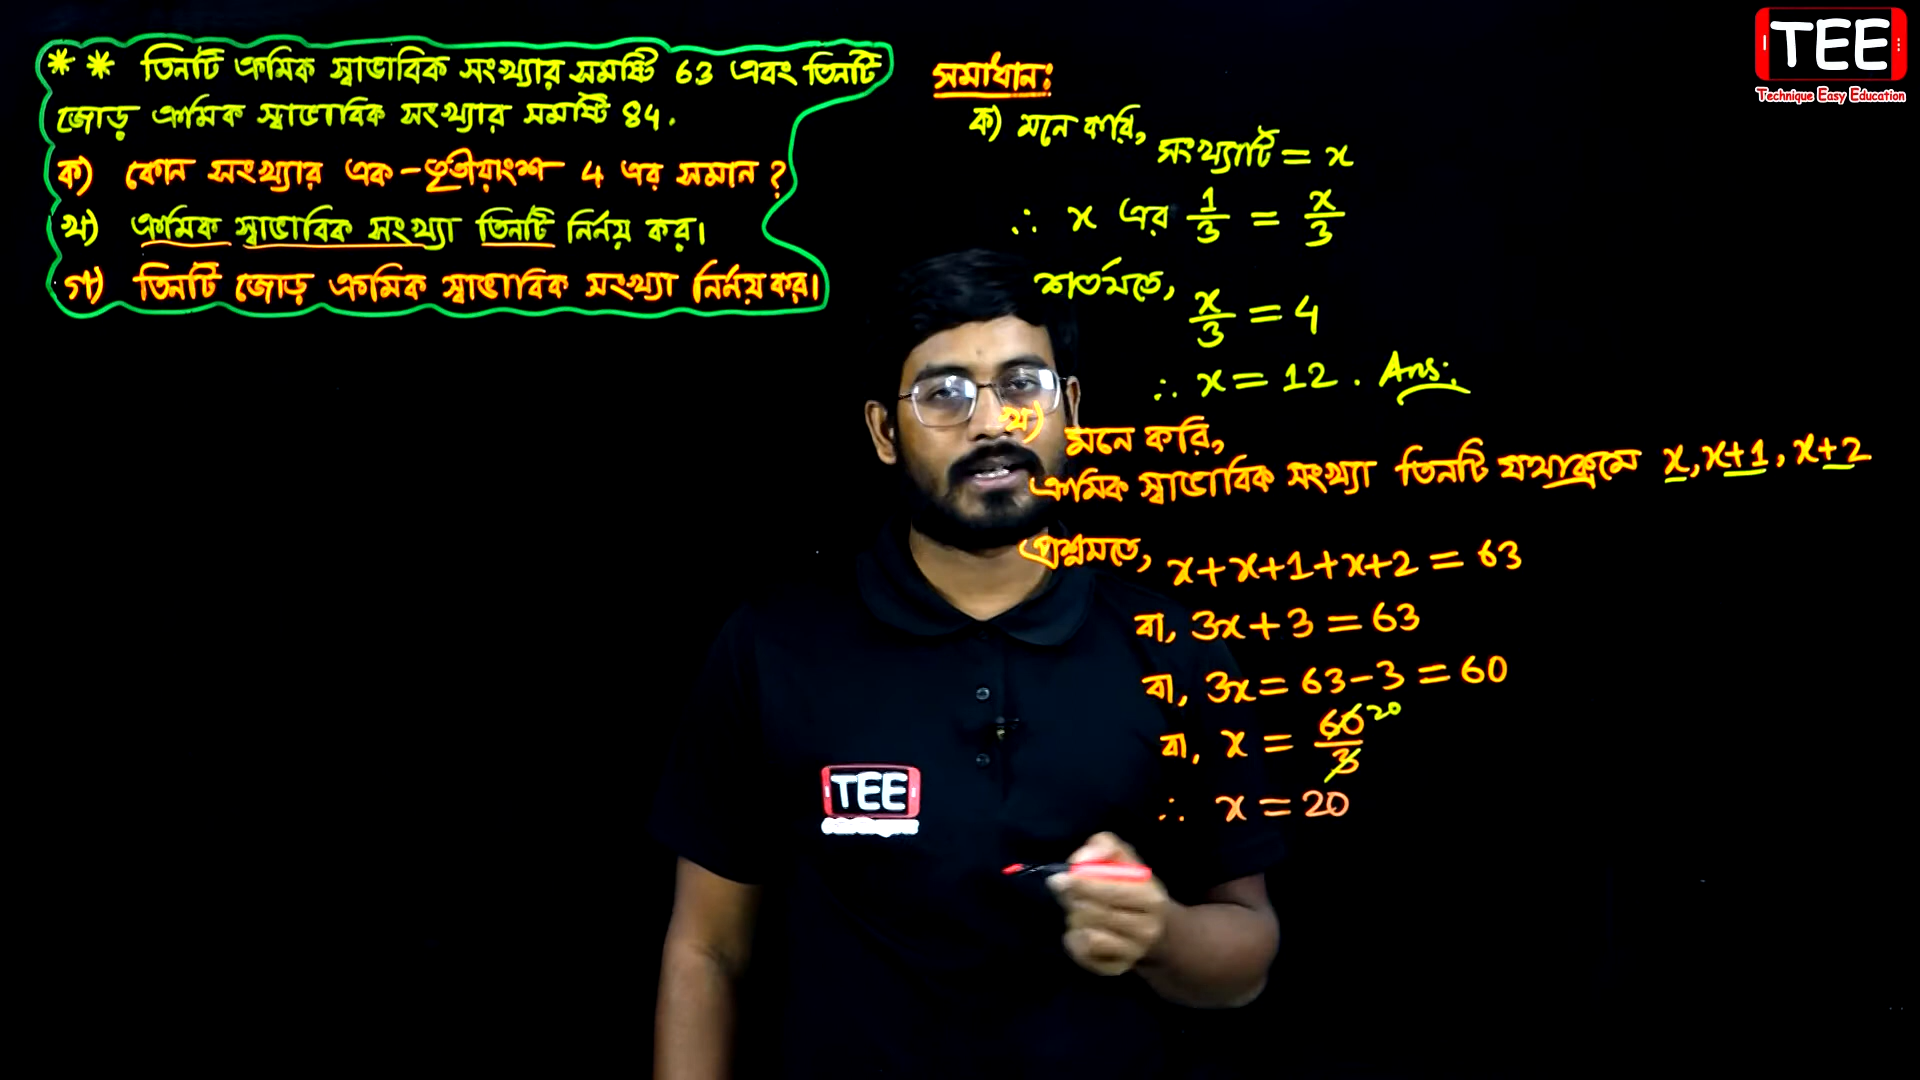 ** তিনটি ক্রমিক স্বাভাবিক সংখ্যার সমষ্টি 63 এবং তিনটি
জোড় ক্রমিক স্বাভাবিক সংখ্যার সমষ্টি 84.
ক) কোন সংখ্যার এক-তৃতীয়াংশ 4 এর সমান?
খ) ক্রমিক স্বাভাবিক সংখ্যা তিনটি নির্নয় কর।
গ) তিনটি জোড় ক্রমিক স্বাভাবিক সংখ্যা নির্নয় কর।
সমাধান:
ক) মনে করি,
সংখ্যাটি = x
∴ x এর 1/3 = x/3
শর্তমতে,
x/3 = 4
∴ x = 12. Ans:
খ) মনে করি,
ক্রমিক স্বাভাবিক সংখ্যা তিনটি যথাক্রমে x, x+1, x+2
প্রশ্নমতে, x+x+1+x+2 = 63
বা, 3x+3 = 63
বা, 3x = 63-3 = 60
বা, x = 60/3 20
∴ x = 20
TEE
Technique Easy Education
TEE